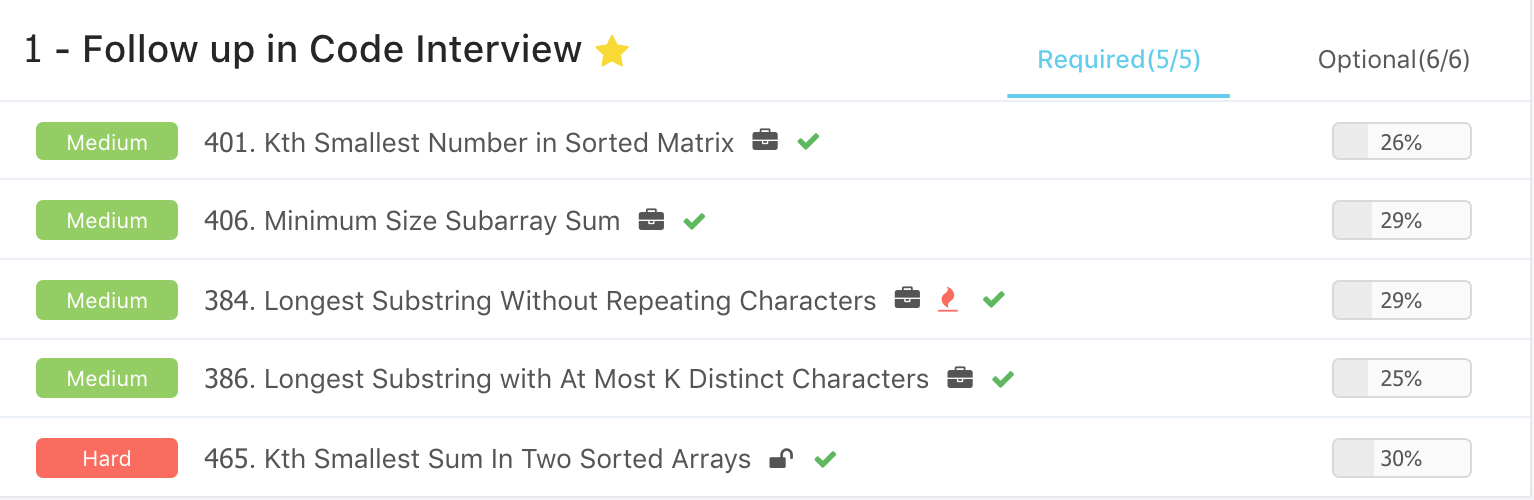 1 - Follow up in Code Interview
Required(5/5) Optional(6/6)
Medium 401. Kth Smallest Number in Sorted Matrix 26%
Medium 406. Minimum Size Subarray Sum 29%
Medium 384. Longest Substring Without Repeating Characters 29%
Medium 386. Longest Substring with At Most K Distinct Characters 25%
Hard 465. Kth Smallest Sum In Two Sorted Arrays 30%